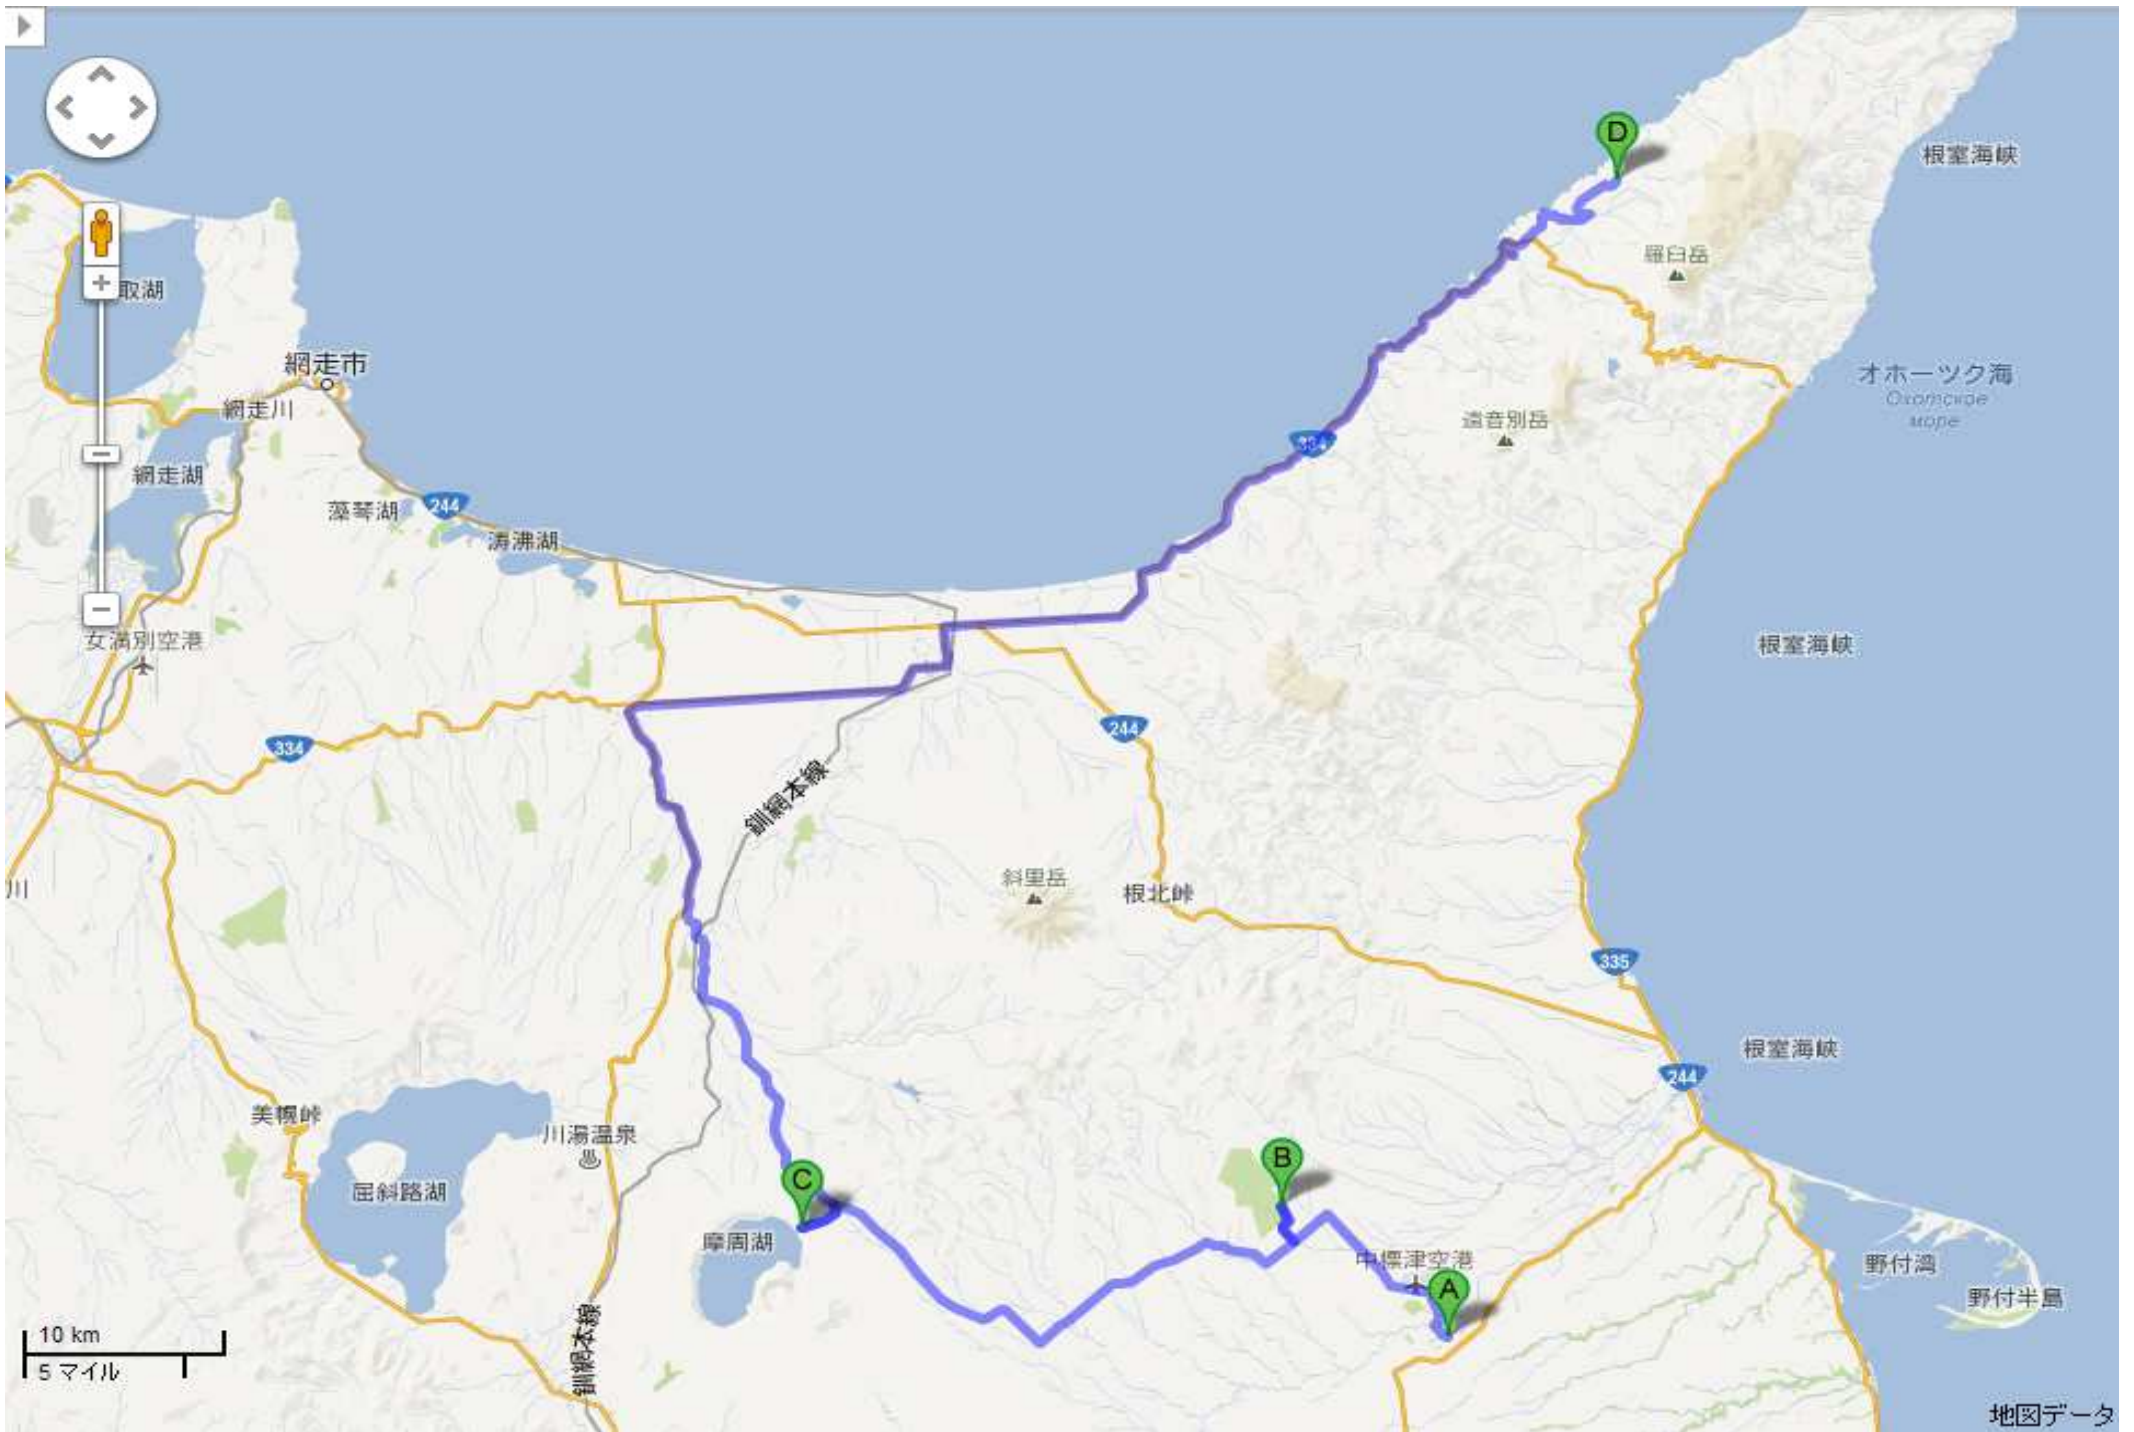 D
根室海峡
羅臼岳
取湖
網走市
オホーツク海
Охотское
море
網走川
遠音別岳
334
網走湖
藻琴湖
244
濤沸湖
女満別空港
根室海峡
244
334
釧網本線
斜里岳
川
根北峠
335
根室海峡
244
美幌峠
川湯温泉
B
C
屈斜路湖
摩周湖
中標津空港
野付湾
A
野付半島
10 km
5 マイル
釧網本線
地図データ